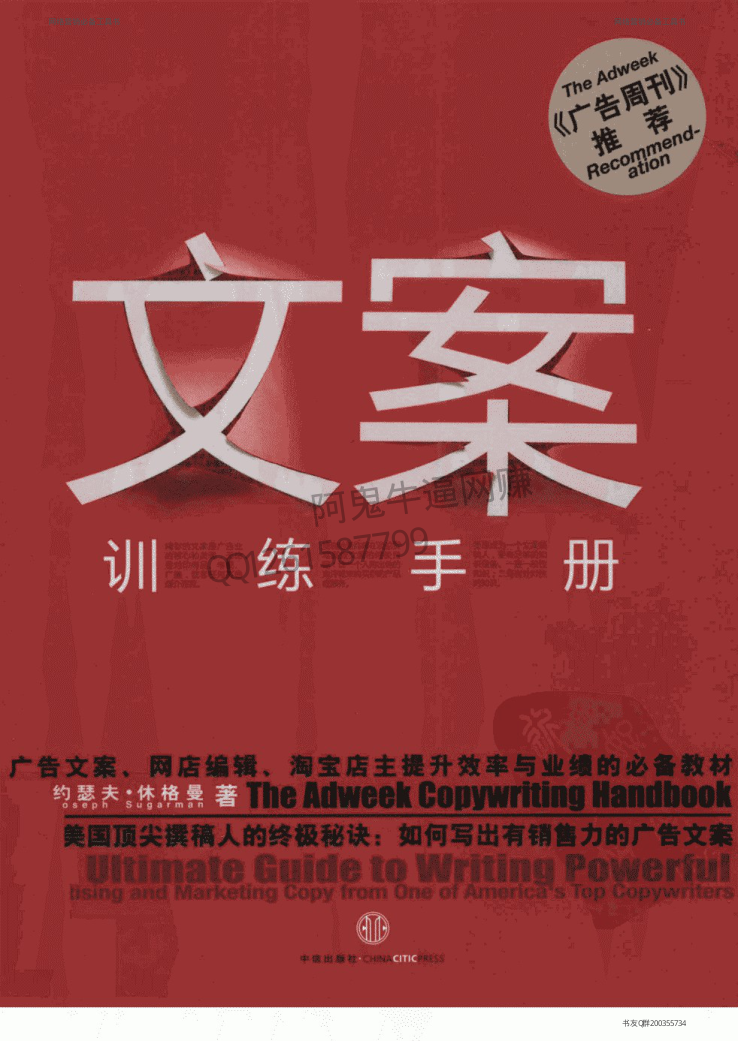 The Adweek
《广告周刊》
推 荐
Recommend-
ation
文案
阿鬼牛逼网赚
训 练 手 册
广告文案、网店编辑、淘宝店主提升效率与业绩的必备教材
约瑟夫·休格曼 著 The Adweek Copywriting Handbook
oseph Sugarman
美国顶尖撰稿人的终极秘诀：如何写出有销售力的广告文案
Ultimate Guide to Writing Powerful
ising and Marketing Copy from One of America's Top Copywriters
中信出版社·CHINACITICPRESS
书友Q群200355734